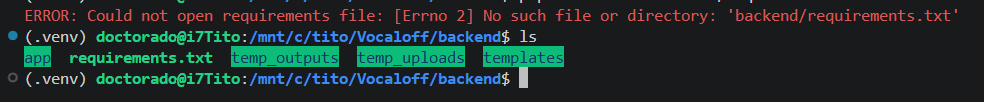 ERROR: Could not open requirements file: [Errno 2] No such file or directory: 'backend/requirements.txt'
(.venv) doctorado@i7Tito:/mnt/c/tito/Vocaloff/backend$ ls
app requirements.txt temp_outputs temp_uploads templates
(.venv) doctorado@i7Tito:/mnt/c/tito/Vocaloff/backend$